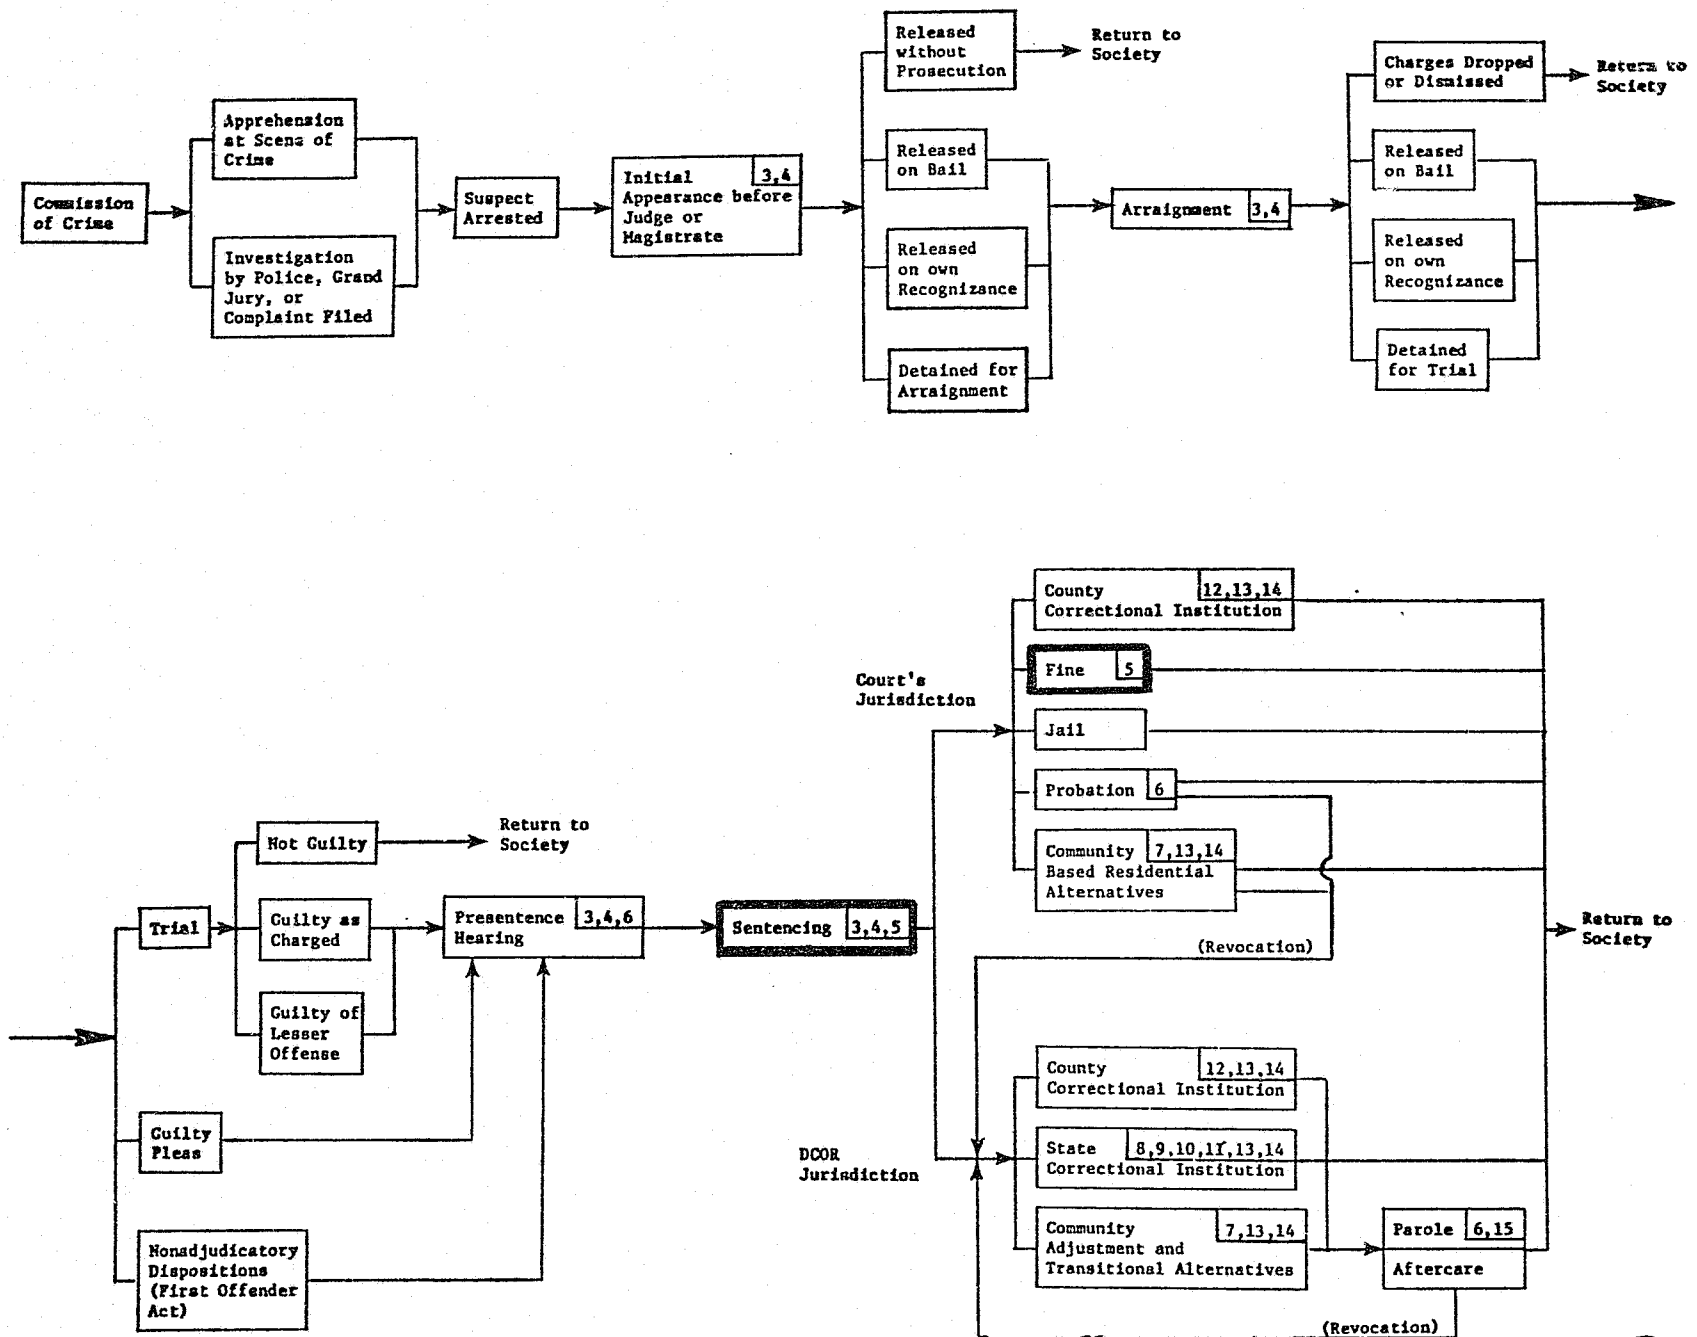 Commission
of Crime
Apprehension
at Scene of
Crime
Investigation
by Police, Grand
Jury, or
Complaint Filed
Suspect
Arrested
Initial 3,4
Appearance before
Judge or
Magistrate
Released
without
Prosecution
Return to
Society
Released
on Bail
Released
on own
Recognizance
Detained for
Arraignment
Arraignment 3,4
Charges Dropped
or Dismissed
Return to
Society
Released
on Bail
Released
on own
Recognizance
Detained
for Trial
Trial
Not Guilty
Return to
Society
Guilty as
Charged
Guilty of
Lesser
Offense
Guilty
Pleas
Nonadjudicatory
Dispositions
(First Offender
Act)
Presentence 3,4,6
Hearing
Sentencing 3,4,5
Court's
Jurisdiction
County 12,13,14
Correctional Institution
Fine 5
Jail
Probation 6
Community 7,13,14
Based Residential
Alternatives
(Revocation)
Return to
Society
DCOR
Jurisdiction
County 12,13,14
Correctional Institution
State 8,9,10,11,13,14
Correctional Institution
Community 7,13,14
Adjustment and
Transitional Alternatives
Parole 6,15
Aftercare
(Revocation)